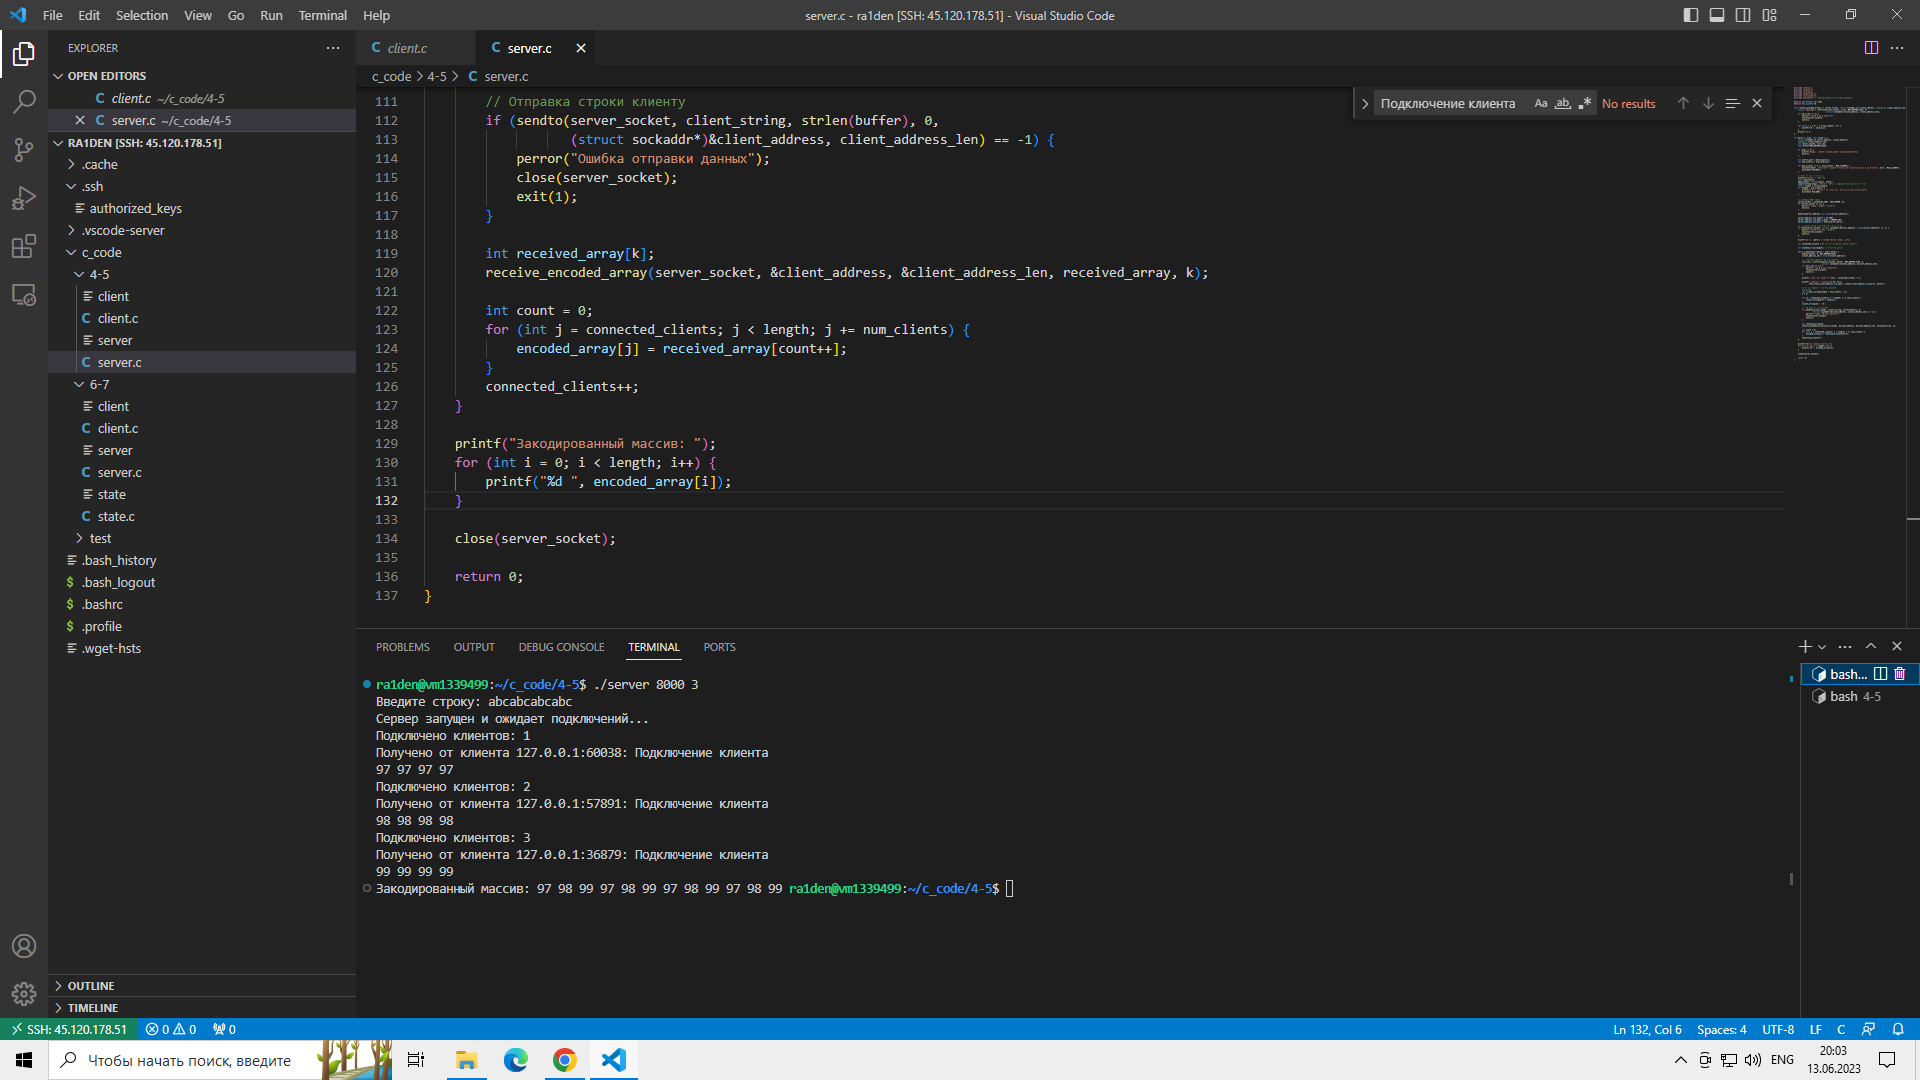 File Edit Selection View Go Run Terminal Help
server.c - ra1den [SSH: 45.120.178.51] - Visual Studio Code
EXPLORER
OPEN EDITORS
client.c ~/c_code/4-5
server.c ~/c_code/4-5
RA1DEN [SSH: 45.120.178.51]
.cache
.ssh
authorized_keys
.vscode-server
c_code
4-5
client
client.c
server
server.c
6-7
client
client.c
server
server.c
state
state.c
test
.bash_history
.bash_logout
.bashrc
.profile
.wget-hsts
OUTLINE
TIMELINE
client.c
server.c
c_code > 4-5 > C server.c
Подключение клиента Aa ab No results
111 // Отправка строки клиенту
112 if (sendto(server_socket, client_string, strlen(buffer), 0,
113 (struct sockaddr*)&client_address, client_address_len) == -1) {
114 perror("Ошибка отправки данных");
115 close(server_socket);
116 exit(1);
117 }
118
119 int received_array[k];
120 receive_encoded_array(server_socket, &client_address, &client_address_len, received_array, k);
121
122 int count = 0;
123 for (int j = connected_clients; j < length; j += num_clients) {
124 encoded_array[j] = received_array[count++];
125 }
126 connected_clients++;
127 }
128
129 printf("Закодированный массив: ");
130 for (int i = 0; i < length; i++) {
131 printf("%d ", encoded_array[i]);
132 }
133
134 close(server_socket);
135
136 return 0;
137 }
PROBLEMS OUTPUT DEBUG CONSOLE TERMINAL PORTS
ra1den@vm1339499:~/c_code/4-5$ ./server 8000 3
Введите строку: abcabcabcabc
Сервер запущен и ожидает подключений...
Подключено клиентов: 1
Получено от клиента 127.0.0.1:60038: Подключение клиента
97 97 97 97
Подключено клиентов: 2
Получено от клиента 127.0.0.1:57891: Подключение клиента
98 98 98 98
Подключено клиентов: 3
Получено от клиента 127.0.0.1:36879: Подключение клиента
99 99 99 99
Закодированный массив: 97 98 99 97 98 99 97 98 99 97 98 99 ra1den@vm1339499:~/c_code/4-5$
bash...
bash 4-5
SSH: 45.120.178.51 0 0 0
Ln 132, Col 6 Spaces: 4 UTF-8 LF C
Чтобы начать поиск, введите
ENG
20:03
13.06.2023